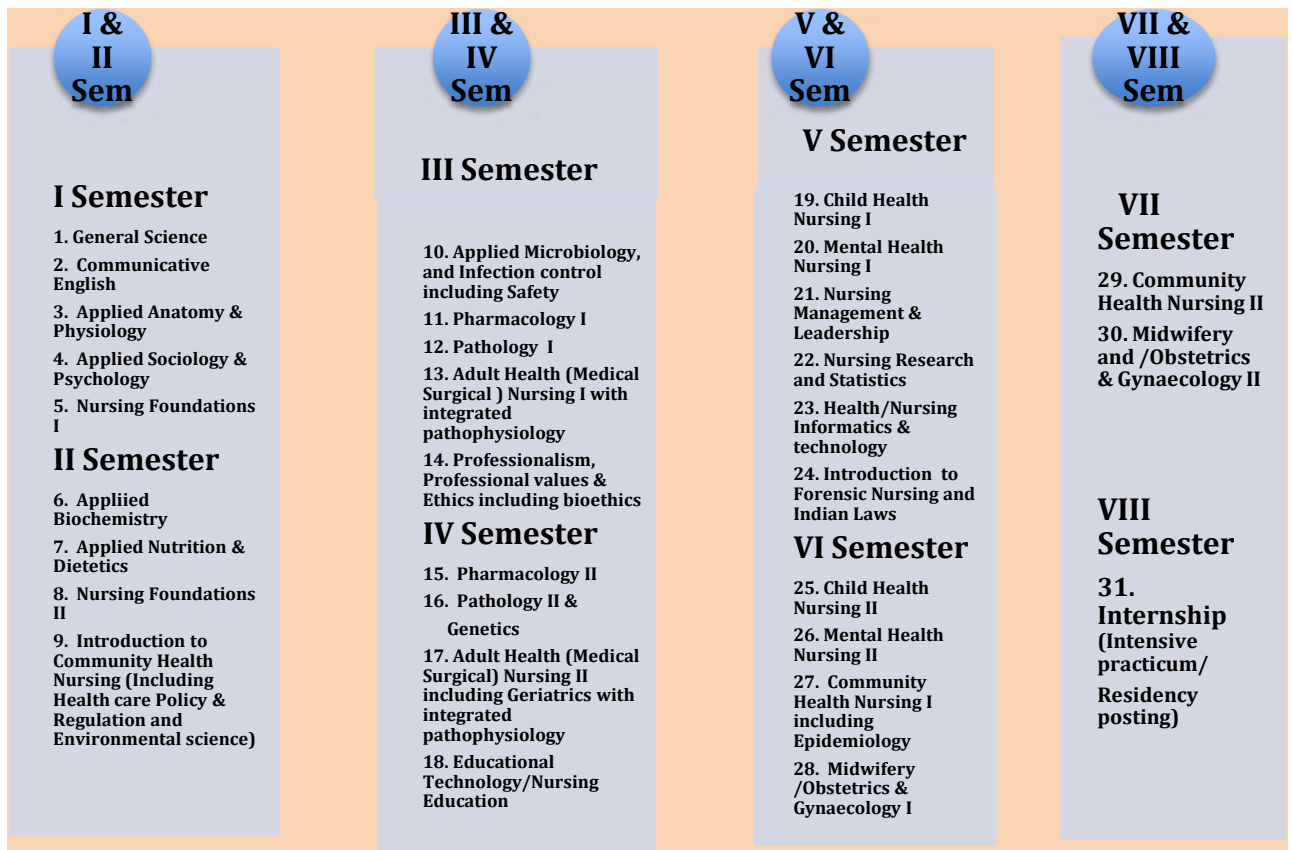 I &
II
Sem
I Semester
1. General Science
2. Communicative
English
3. Applied Anatomy &
Physiology
4. Applied Sociology &
Psychology
5. Nursing Foundations
I
II Semester
6. Appliied
Biochemistry
7. Applied Nutrition &
Dietetics
8. Nursing Foundations
II
9. Introduction to
Community Health
Nursing (Including
Health care Policy &
Regulation and
Environmental science)
III &
IV
Sem
III Semester
10. Applied Microbiology,
and Infection control
including Safety
11. Pharmacology I
12. Pathology I
13. Adult Health (Medical
Surgical ) Nursing I with
integrated
pathophysiology
14. Professionalism,
Professional values &
Ethics including bioethics
IV Semester
15. Pharmacology II
16. Pathology II &
Genetics
17. Adult Health (Medical
Surgical) Nursing II
including Geriatrics with
integrated
pathophysiology
18. Educational
Technology/Nursing
Education
V &
VI
Sem
V Semester
19. Child Health
Nursing I
20. Mental Health
Nursing I
21. Nursing
Management &
Leadership
22. Nursing Research
and Statistics
23. Health/Nursing
Informatics &
technology
24. Introduction to
Forensic Nursing and
Indian Laws
VI Semester
25. Child Health
Nursing II
26. Mental Health
Nursing II
27. Community
Health Nursing I
including
Epidemiology
28. Midwifery
/Obstetrics &
Gynaecology I
VII &
VIII
Sem
VII
Semester
29. Community
Health Nursing II
30. Midwifery
and /Obstetrics
& Gynaecology II
VIII
Semester
31.
Internship
(Intensive
practicum/
Residency
posting)